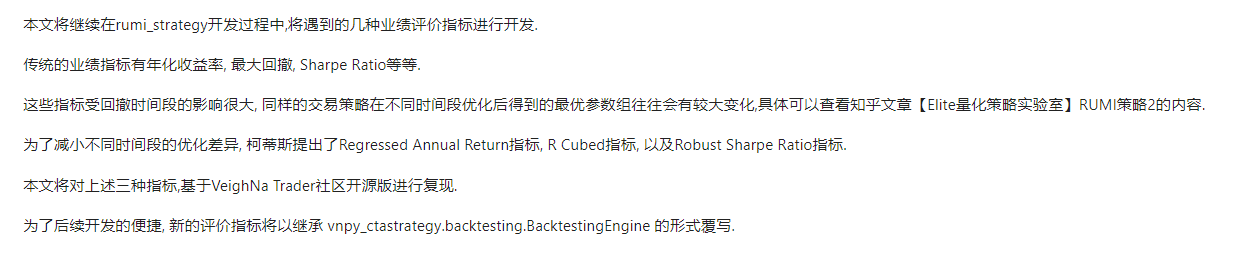 本文将继续在rumi_strategy开发过程中,将遇到的几种业绩评价指标进行开发.
传统的业绩指标有年化收益率, 最大回撤, Sharpe Ratio等等.
这些指标受回撤时间段的影响很大, 同样的交易策略在不同时间段优化后得到的最优参数组往往会有较大变化,具体可以查看知乎文章【Elite量化策略实验室】RUMI策略2的内容.
为了减小不同时间段的优化差异, 柯蒂斯提出了Regressed Annual Return指标, R Cubed指标, 以及Robust Sharpe Ratio指标.
本文将对上述三种指标,基于VeighNa Trader社区开源版进行复现.
为了后续开发的便捷, 新的评价指标将以继承 vnpy_ctastrategy.backtesting.BacktestingEngine 的形式覆写.